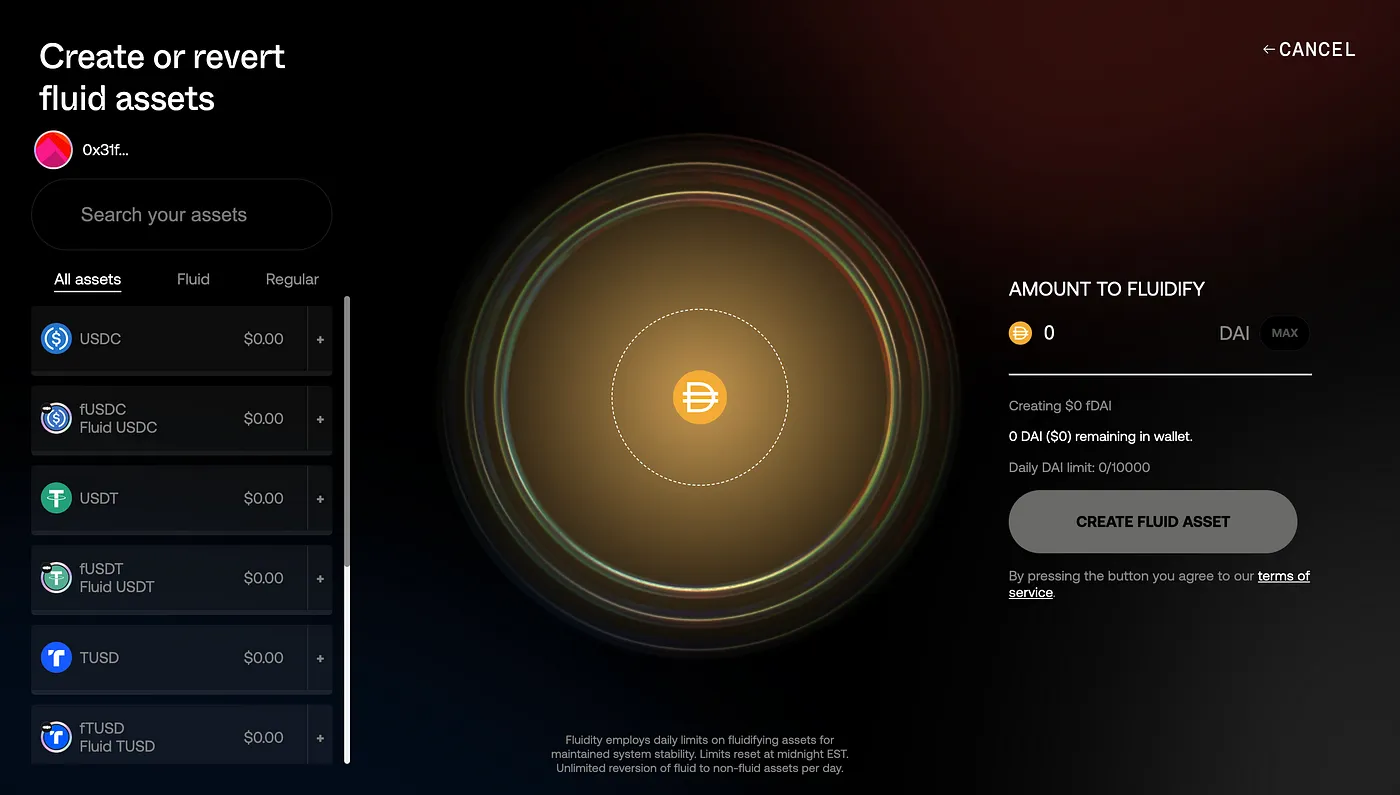 Create or revert
fluid assets
← CANCEL
0x31f...
Search your assets
All assets
Fluid
Regular
USDC
$0.00
+
fUSDC
Fluid USDC
$0.00
+
USDT
$0.00
+
fUSDT
Fluid USDT
$0.00
+
TUSD
$0.00
+
fTUSD
Fluid TUSD
$0.00
+
AMOUNT TO FLUIDIFY
0
DAI
MAX
Creating $0 fDAI
0 DAI ($0) remaining in wallet.
Daily DAI limit: 0/10000
CREATE FLUID ASSET
By pressing the button you agree to our terms of
service.
Fluidity employs daily limits on fluidifying assets for
maintained system stability. Limits reset at midnight EST.
Unlimited reversion of fluid to non-fluid assets per day.